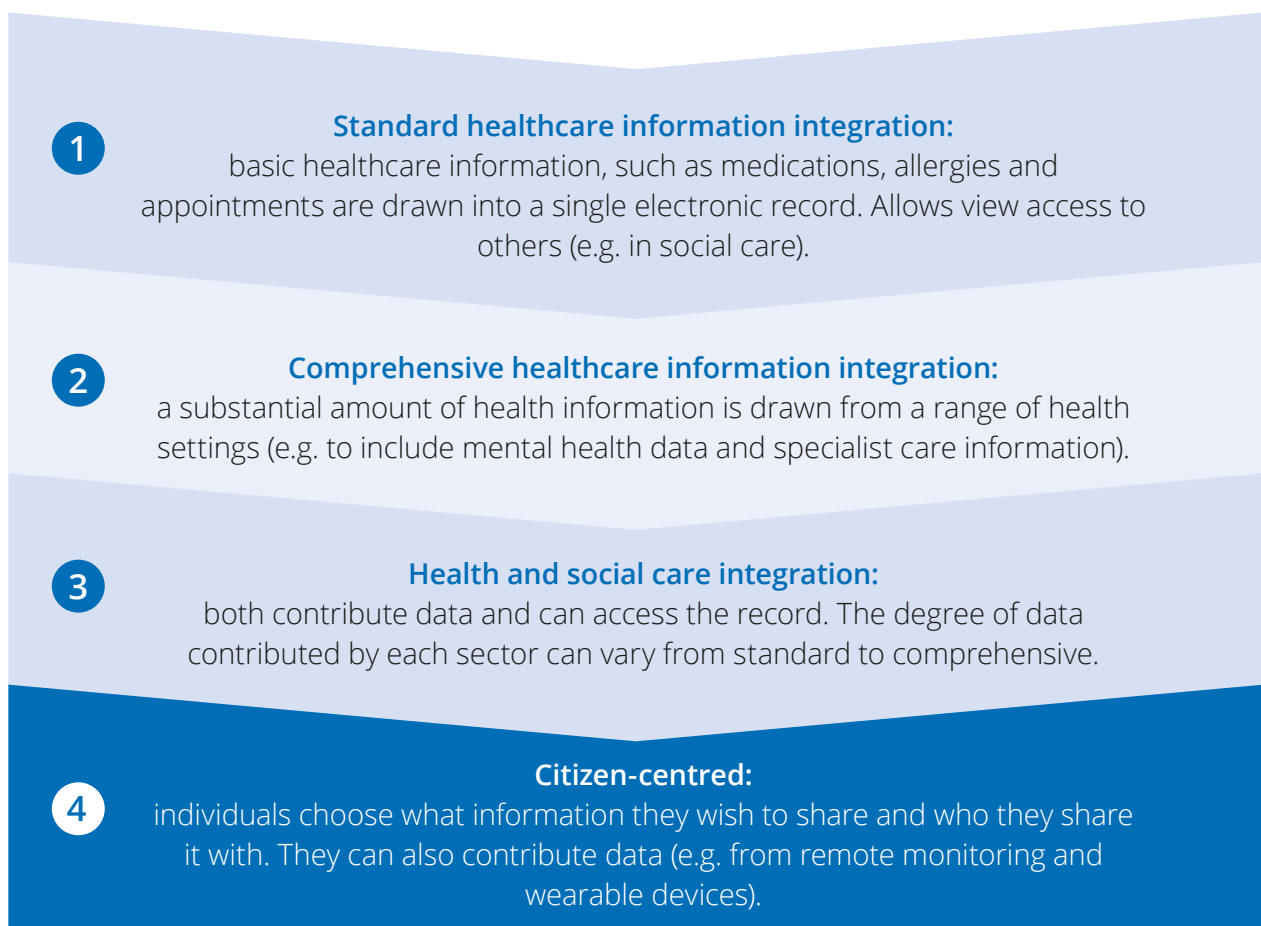 1
Standard healthcare information integration:
basic healthcare information, such as medications, allergies and
appointments are drawn into a single electronic record. Allows view access to
others (e.g. in social care).
2
Comprehensive healthcare information integration:
a substantial amount of health information is drawn from a range of health
settings (e.g. to include mental health data and specialist care information).
3
Health and social care integration:
both contribute data and can access the record. The degree of data
contributed by each sector can vary from standard to comprehensive.
4
Citizen-centred:
individuals choose what information they wish to share and who they share
it with. They can also contribute data (e.g. from remote monitoring and
wearable devices).